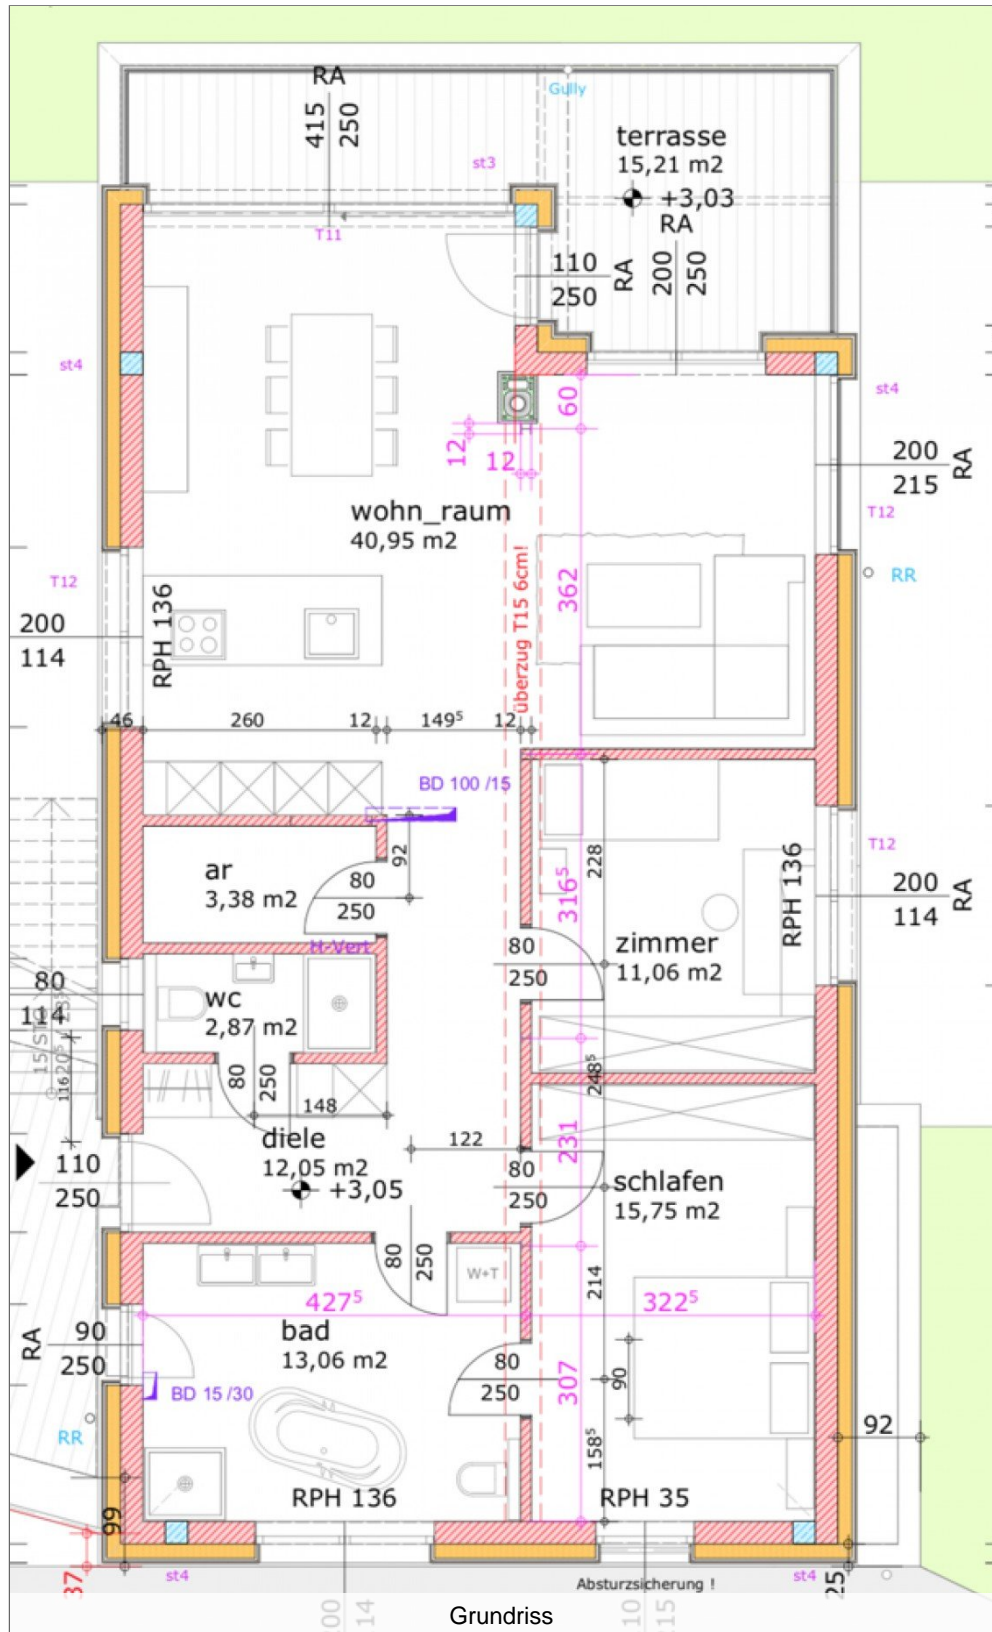 RA
415
250
Gully
terrasse
15,21 m2
+3,03
st3
RA
200
250
T11
110
250
RA
st4
st4
60
12
12
200
215
RA
wohn_raum
40,95 m2
T12
T12
RR
362
überzug T15 6cm!
200
114
RPH 136
46
260
12
149⁵
12
BD 100 /15
92
ar
3,38 m2
80
250
228
316⁵
T12
200
114
RA
RPH 136
H-Vert
zimmer
11,06 m2
80
250
80
114
wc
2,87 m2
80
250
148
248⁵
116
diele
12,05 m2
+3,05
122
231
110
250
80
250
schlafen
15,75 m2
80
250
W+T
214
427⁵
322⁵
bad
13,06 m2
90
250
RA
80
250
90
307
BD 15 /30
RR
158⁵
92
RPH 136
RPH 35
99
37
st4
st4
25
Absturzsicherung !
Grundriss